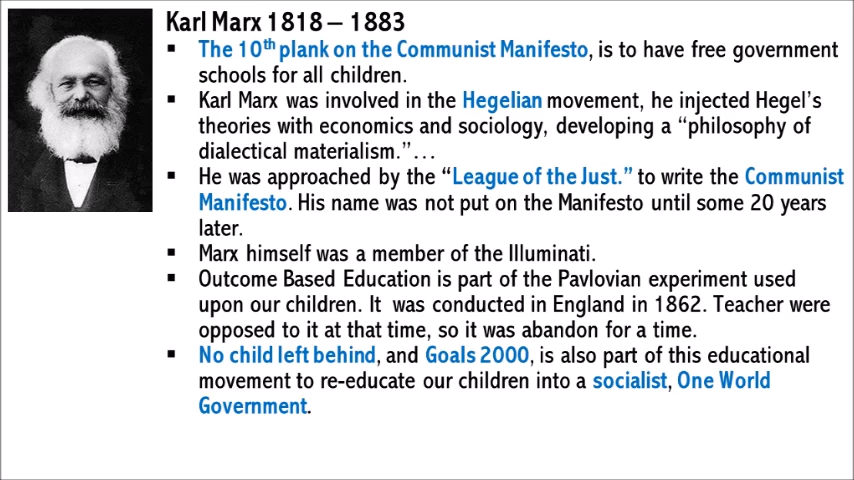 Karl Marx 1818 – 1883
▪ The 10th plank on the Communist Manifesto, is to have free government
schools for all children.
▪ Karl Marx was involved in the Hegelian movement, he injected Hegel's
theories with economics and sociology, developing a “philosophy of
dialectical materialism.”…
▪ He was approached by the “League of the Just.” to write the Communist
Manifesto. His name was not put on the Manifesto until some 20 years
later.
▪ Marx himself was a member of the Illuminati.
▪ Outcome Based Education is part of the Pavlovian experiment used
upon our children. It was conducted in England in 1862. Teacher were
opposed to it at that time, so it was abandon for a time.
▪ No child left behind, and Goals 2000, is also part of this educational
movement to re-educate our children into a socialist, One World
Government.